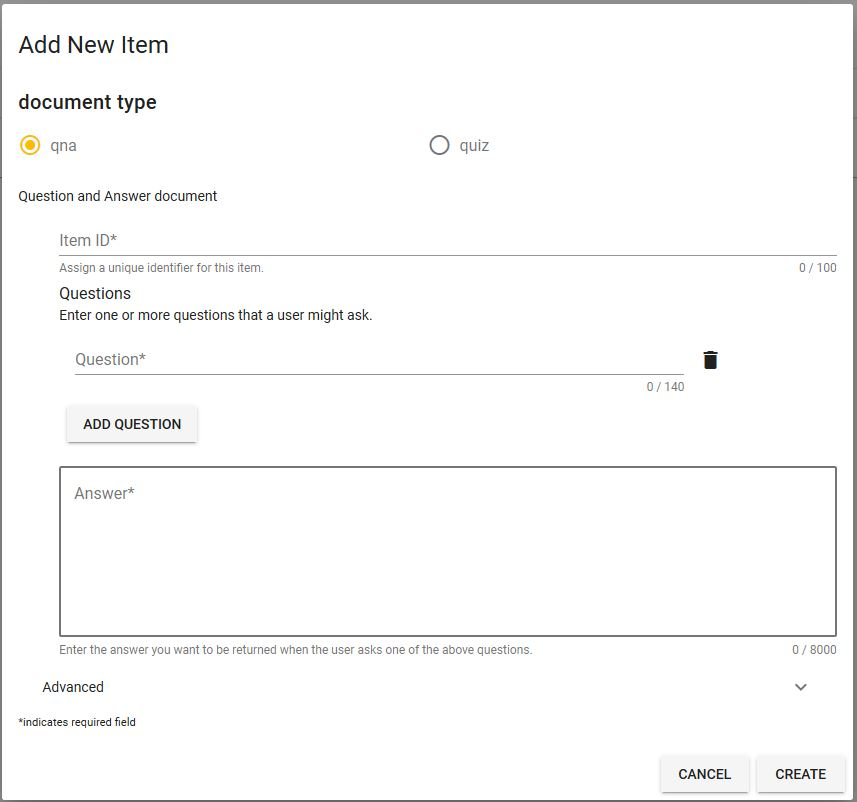 Add New Item
document type
qna
quiz
Question and Answer document
Item ID*
Assign a unique identifier for this item.
0 / 100
Questions
Enter one or more questions that a user might ask.
Question*
0 / 140
ADD QUESTION
Answer*
Enter the answer you want to be returned when the user asks one of the above questions.
0 / 8000
Advanced
*indicates required field
CANCEL
CREATE